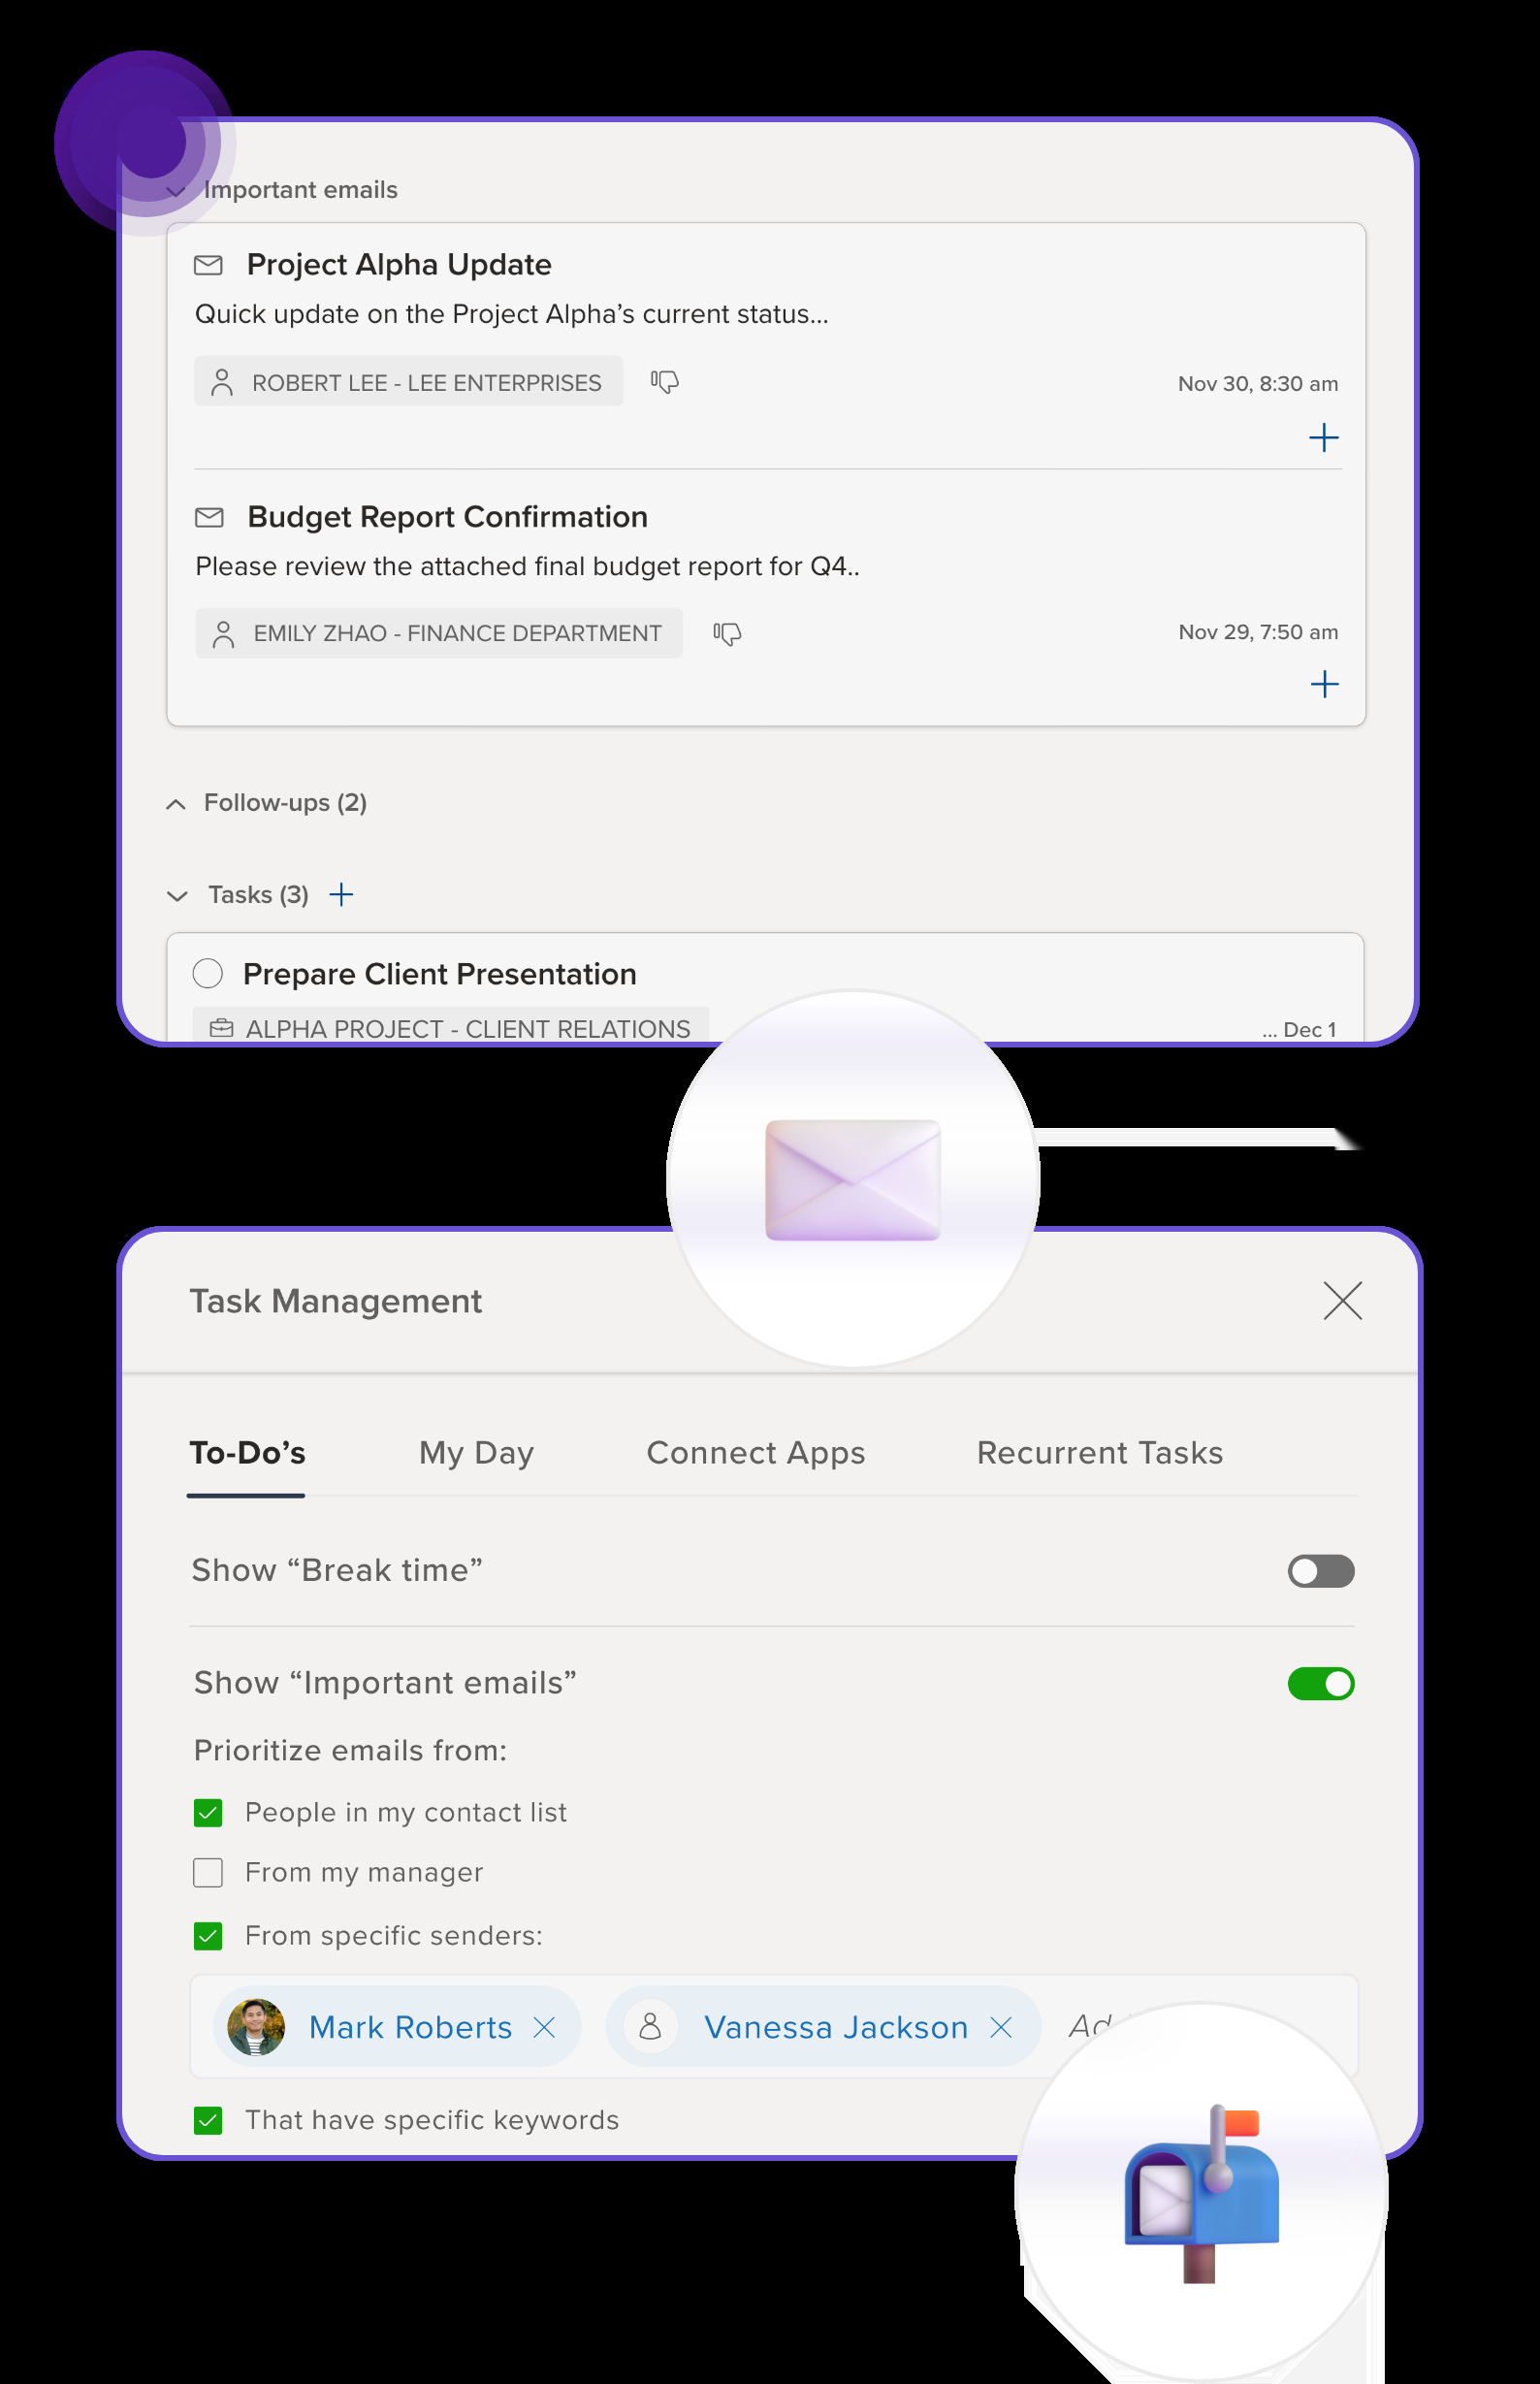 Important emails
Project Alpha Update
Quick update on the Project Alpha’s current status...
ROBERT LEE - LEE ENTERPRISES
Nov 30, 8:30 am
Budget Report Confirmation
Please review the attached final budget report for Q4..
EMILY ZHAO - FINANCE DEPARTMENT
Nov 29, 7:50 am
Follow-ups (2)
Tasks (3) +
Prepare Client Presentation
ALPHA PROJECT - CLIENT RELATIONS
... Dec 1
Task Management
To-Do’s My Day Connect Apps Recurrent Tasks
Show “Break time”
Show “Important emails”
Prioritize emails from:
People in my contact list
From my manager
From specific senders:
Mark Roberts Vanessa Jackson
That have specific keywords